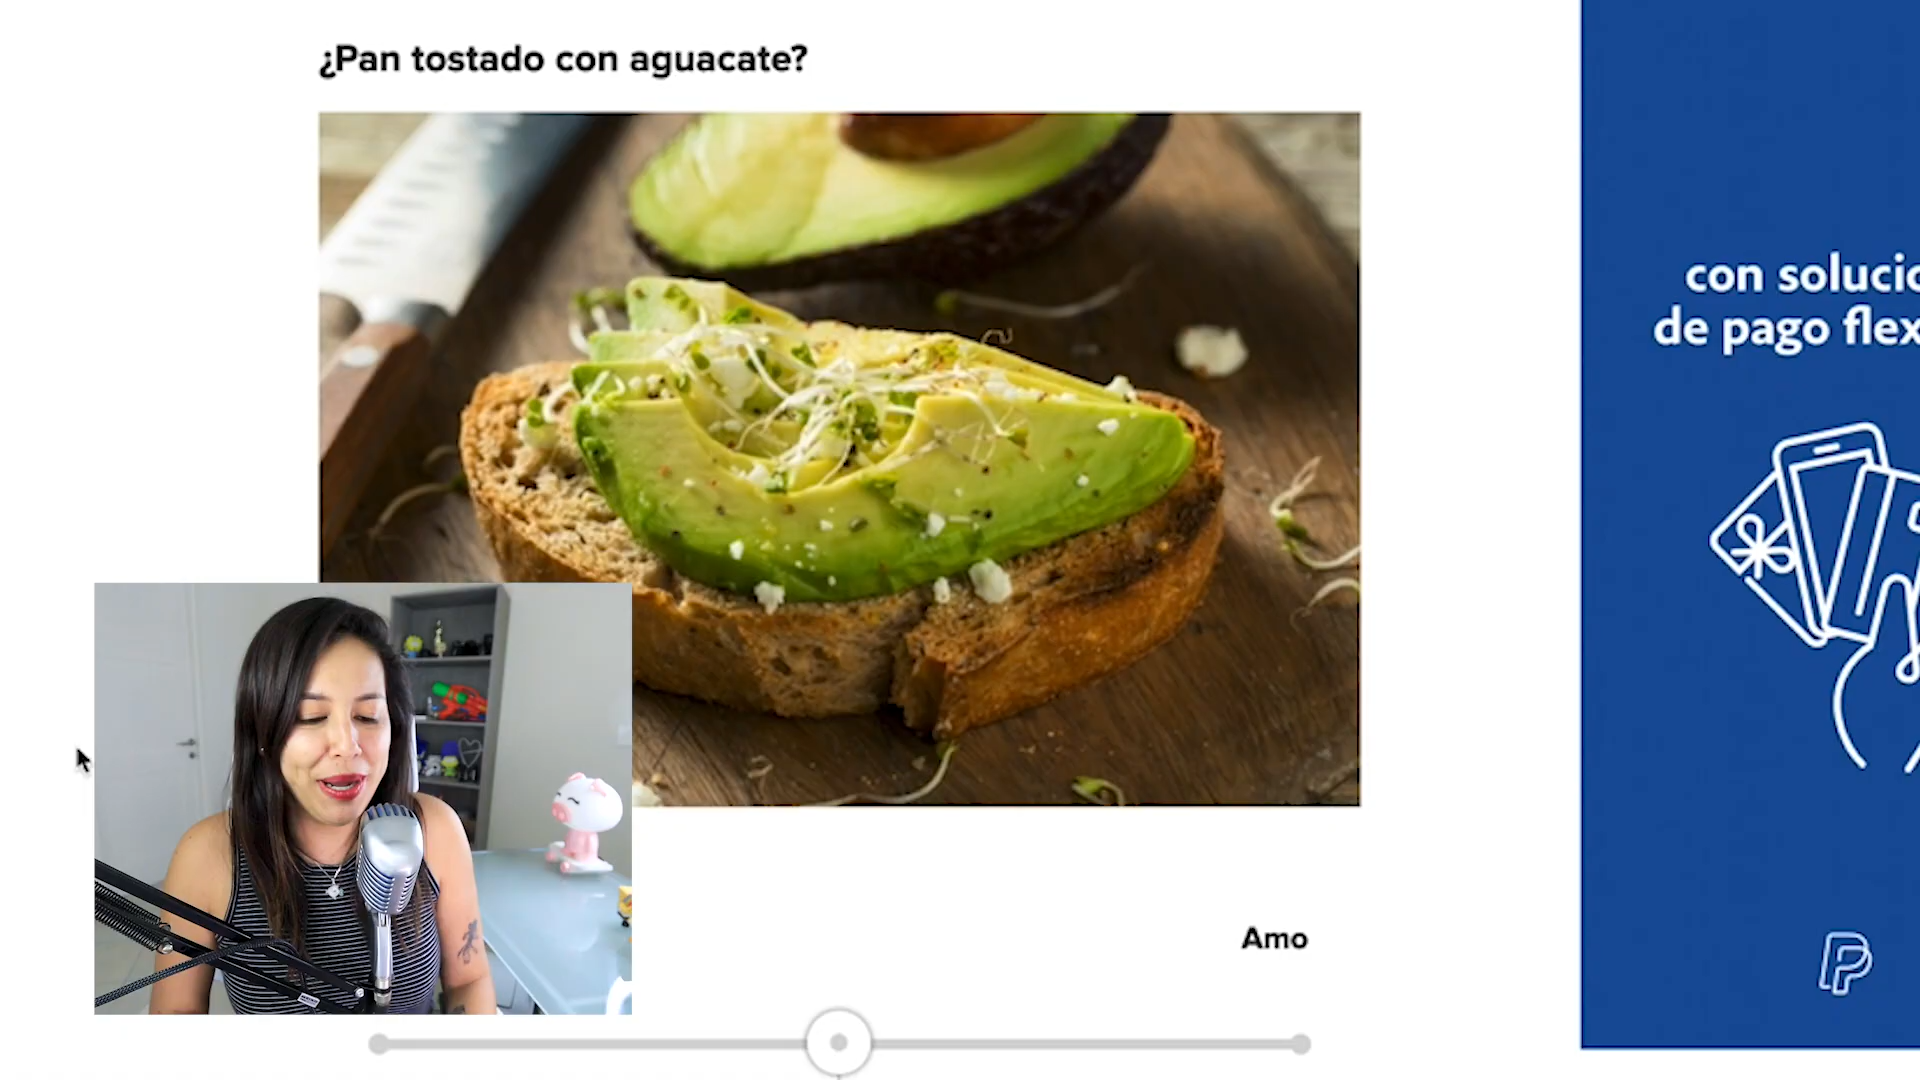 ¿Pan tostado con aguacate?
con solucio
de pago flex
Amo